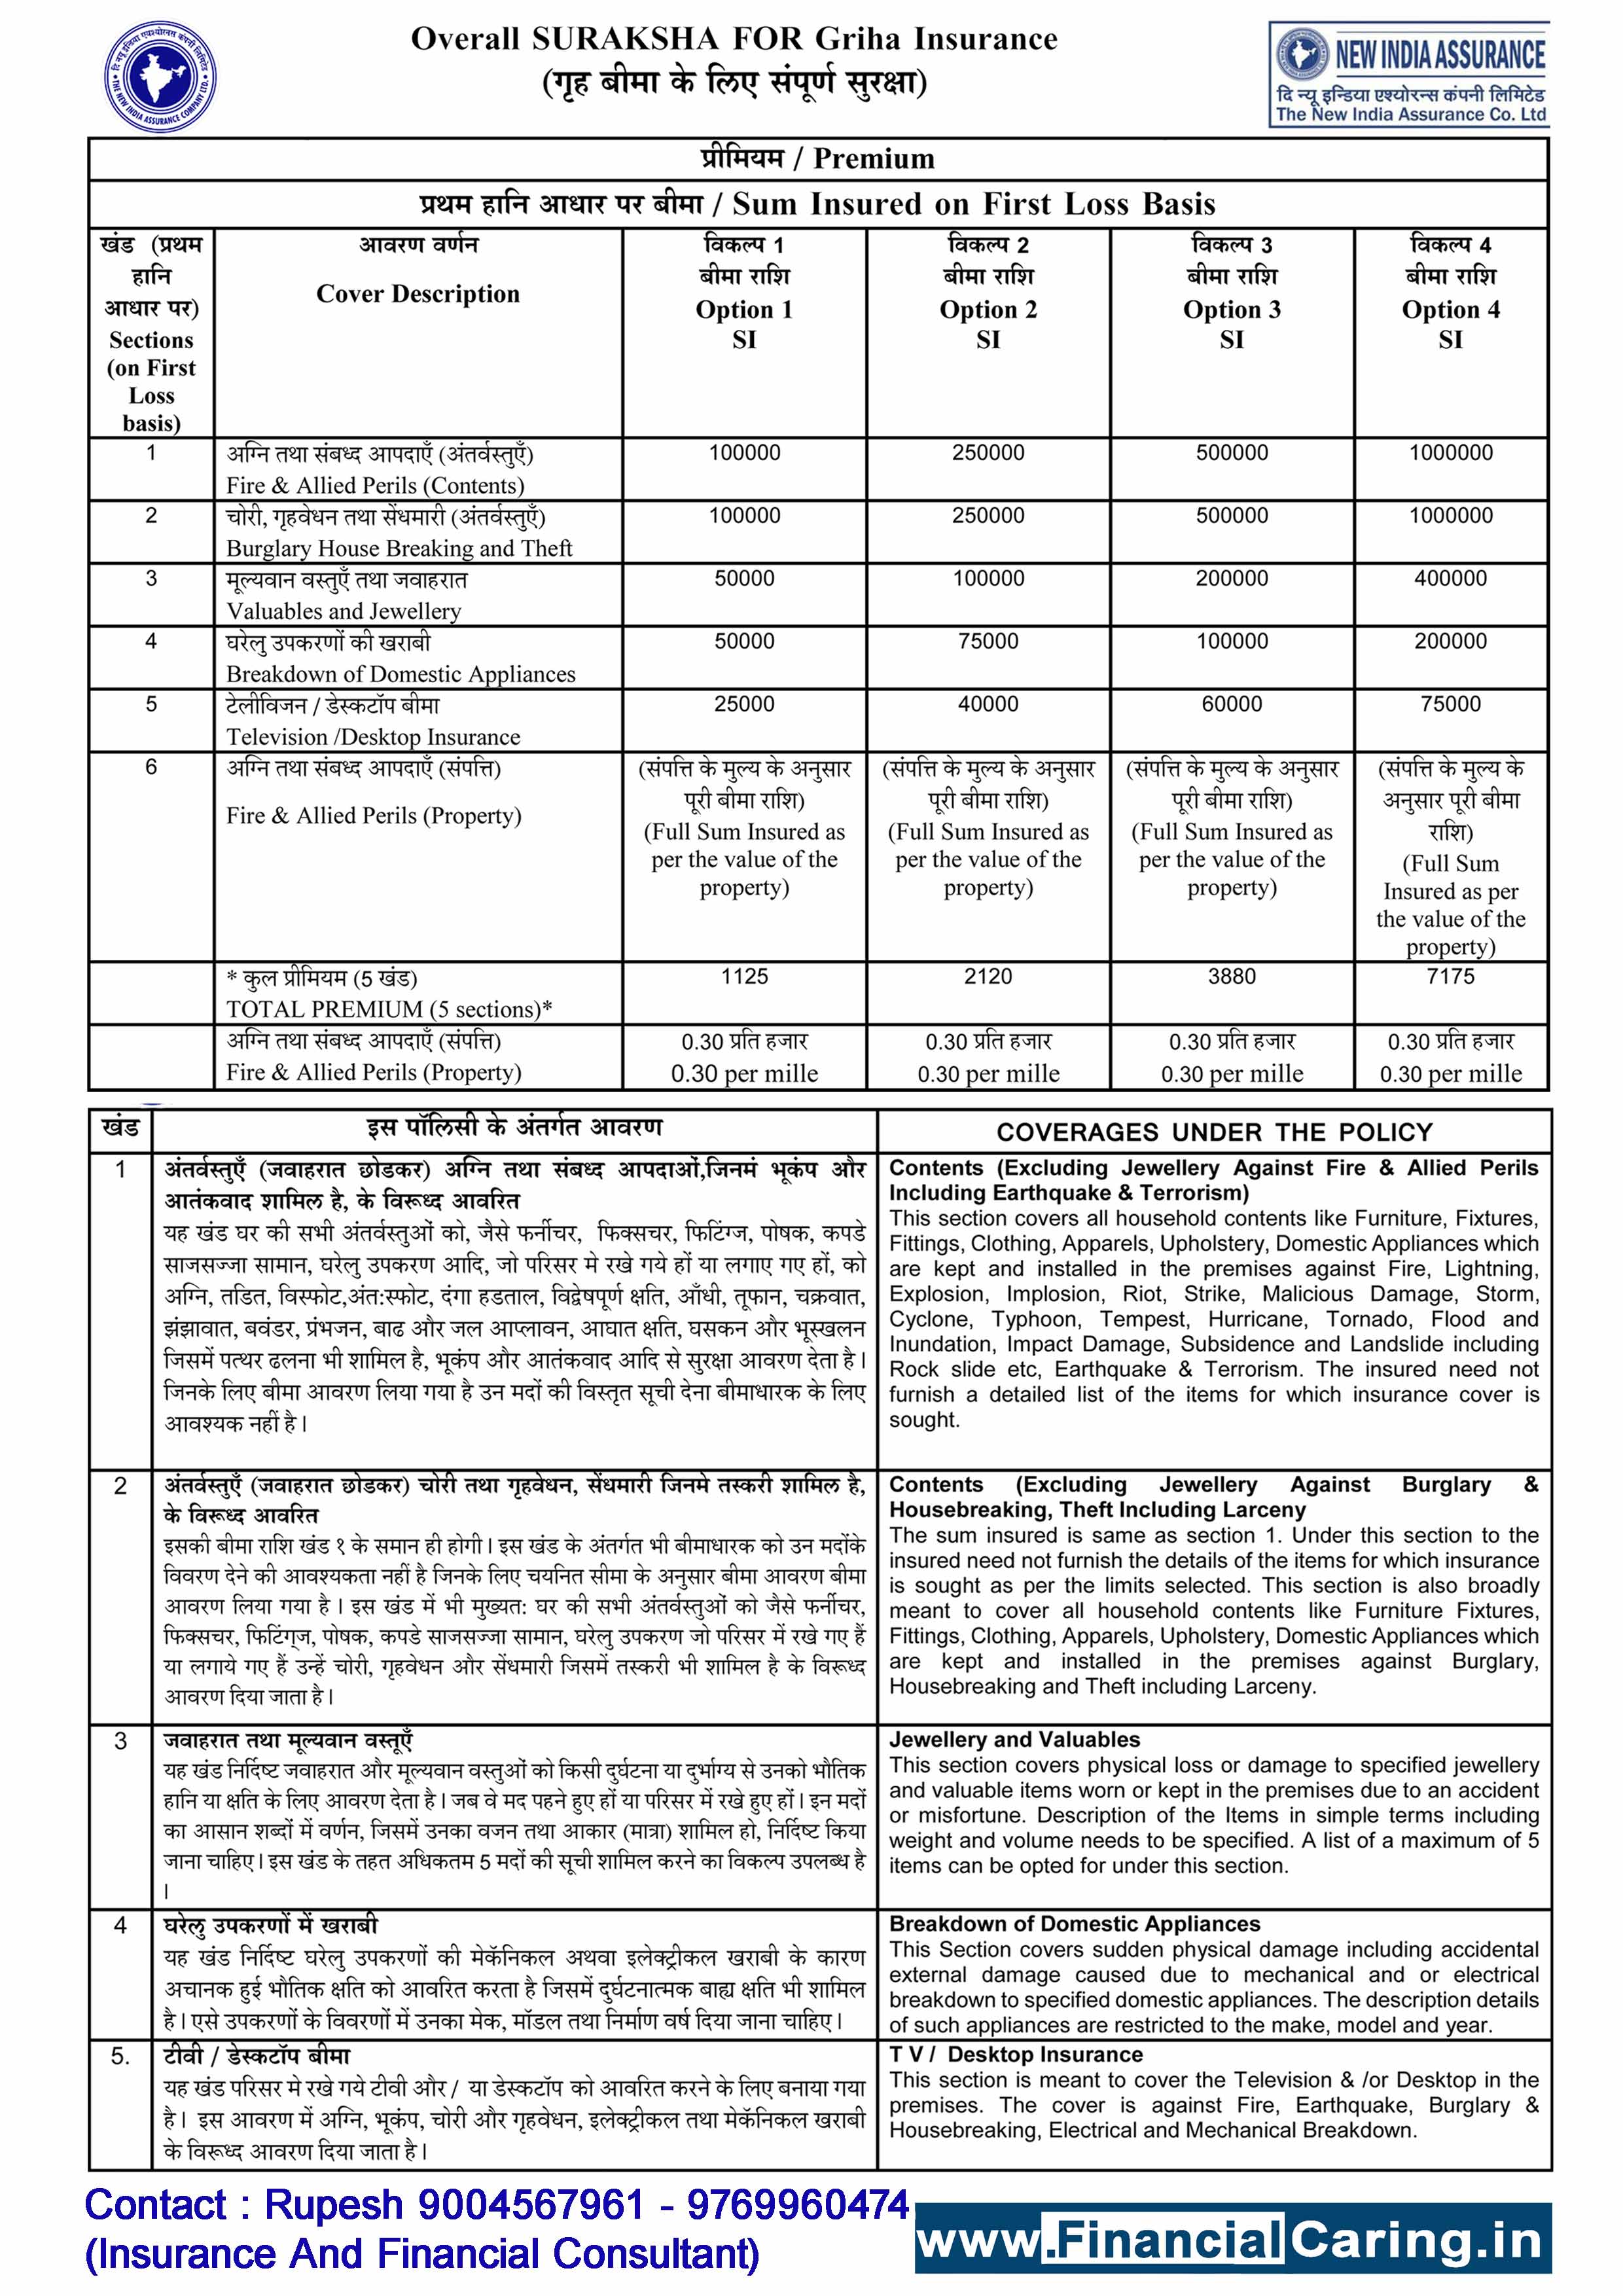 Overall SURAKSHA FOR Griha Insurance
(गृह बीमा के लिए संपूर्ण सुरक्षा)
दि न्यू इन्डिया एश्योरन्स कंपनी लिमिटेड
THE NEW INDIA ASSURANCE COMPANY LTD.
NEW INDIA ASSURANCE
दि न्यू इन्डिया एश्योरन्स कंपनी लिमिटेड
The New India Assurance Co. Ltd
प्रीमियम / Premium
प्रथम हानि आधार पर बीमा / Sum Insured on First Loss Basis
खंड (प्रथम
हानि
आधार पर)
Sections
(on First
Loss
basis)
आवरण वर्णन
Cover Description
विकल्प 1
बीमा राशि
Option 1
SI
विकल्प 2
बीमा राशि
Option 2
SI
विकल्प 3
बीमा राशि
Option 3
SI
विकल्प 4
बीमा राशि
Option 4
SI
1 अग्नि तथा संबध्द आपदाएँ (अंतर्वस्तुएँ) 100000 250000 500000 1000000
Fire & Allied Perils (Contents)
2 चोरी, गृहवेधन तथा सेंधमारी (अंतर्वस्तुएँ) 100000 250000 500000 1000000
Burglary House Breaking and Theft
3 मूल्यवान वस्तुएँ तथा जवाहरात 50000 100000 200000 400000
Valuables and Jewellery
4 घरेलु उपकरणों की खराबी 50000 75000 100000 200000
Breakdown of Domestic Appliances
5 टेलीविजन / डेस्कटॉप बीमा 25000 40000 60000 75000
Television /Desktop Insurance
6 अग्नि तथा संबध्द आपदाएँ (संपत्ति)
Fire & Allied Perils (Property)
(संपत्ति के मुल्य के अनुसार
पूरी बीमा राशि)
(Full Sum Insured as
per the value of the
property)
(संपत्ति के मुल्य के अनुसार
पूरी बीमा राशि)
(Full Sum Insured as
per the value of the
property)
(संपत्ति के मुल्य के अनुसार
पूरी बीमा राशि)
(Full Sum Insured as
per the value of the
property)
(संपत्ति के मुल्य के
अनुसार पूरी बीमा
राशि)
(Full Sum
Insured as per
the value of the
property)
* कुल प्रीमियम (5 खंड) 1125 2120 3880 7175
TOTAL PREMIUM (5 sections)*
अग्नि तथा संबध्द आपदाएँ (संपत्ति) 0.30 प्रति हजार 0.30 प्रति हजार 0.30 प्रति हजार 0.30 प्रति हजार
Fire & Allied Perils (Property) 0.30 per mille 0.30 per mille 0.30 per mille 0.30 per mille
खंड इस पॉलिसी के अंतर्गत आवरण COVERAGES UNDER THE POLICY
1 अंतर्वस्तुएँ (जवाहरात छोडकर) अग्नि तथा संबध्द आपदाओं,जिनमं भूकंप और
आतंकवाद शामिल है, के विरूध्द आवरित
यह खंड घर की सभी अंतर्वस्तुओं को, जैसे फर्नीचर, फिक्सचर, फिटिंग्ज, पोषक, कपडे
साजसज्जा सामान, घरेलु उपकरण आदि, जो परिसर मे रखे गये हों या लगाए गए हों, को
अग्नि, तडित, विस्फोट,अंत:स्फोट, दंगा हडताल, विद्वेषपूर्ण क्षति, आँधी, तूफान, चक्रवात,
झंझावात, बवंडर, प्रंभजन, बाढ और जल आप्लावन, आघात क्षति, घसकन और भूस्खलन
जिसमें पत्थर ढलना भी शामिल है, भूकंप और आतंकवाद आदि से सुरक्षा आवरण देता है।
जिनके लिए बीमा आवरण लिया गया है उन मदों की विस्तृत सूची देना बीमाधारक के लिए
आवश्यक नहीं है।
Contents (Excluding Jewellery Against Fire & Allied Perils
Including Earthquake & Terrorism)
This section covers all household contents like Furniture, Fixtures,
Fittings, Clothing, Apparels, Upholstery, Domestic Appliances which
are kept and installed in the premises against Fire, Lightning,
Explosion, Implosion, Riot, Strike, Malicious Damage, Storm,
Cyclone, Typhoon, Tempest, Hurricane, Tornado, Flood and
Inundation, Impact Damage, Subsidence and Landslide including
Rock slide etc, Earthquake & Terrorism. The insured need not
furnish a detailed list of the items for which insurance cover is
sought.
2 अंतर्वस्तुएँ (जवाहरात छोडकर) चोरी तथा गृहवेधन, सेंधमारी जिनमे तस्करी शामिल है,
के विरूध्द आवरित
इसकी बीमा राशि खंड १ के समान ही होगी। इस खंड के अंतर्गत भी बीमाधारक को उन मदोंके
विवरण देने की आवश्यकता नहीं है जिनके लिए चयनित सीमा के अनुसार बीमा आवरण बीमा
आवरण लिया गया है। इस खंड में भी मुख्यत: घर की सभी अंतर्वस्तुओं को जैसे फर्नीचर,
फिक्सचर, फिटिंग्ज, पोषक, कपडे साजसज्जा सामान, घरेलु उपकरण जो परिसर में रखे गए हैं
या लगाये गए हैं उन्हें चोरी, गृहवेधन और सेंधमारी जिसमें तस्करी भी शामिल है के विरूध्द
आवरण दिया जाता है।
Contents (Excluding Jewellery Against Burglary &
Housebreaking, Theft Including Larceny
The sum insured is same as section 1. Under this section to the
insured need not furnish the details of the items for which insurance
is sought as per the limits selected. This section is also broadly
meant to cover all household contents like Furniture Fixtures,
Fittings, Clothing, Apparels, Upholstery, Domestic Appliances which
are kept and installed in the premises against Burglary,
Housebreaking and Theft including Larceny.
3 जवाहरात तथा मूल्यवान वस्तूएँ
यह खंड निर्दिष्ट जवाहरात और मूल्यवान वस्तुओं को किसी दुर्घटना या दुर्भाग्य से उनको भौतिक
हानि या क्षति के लिए आवरण देता है। जब वे मद पहने हुए हों या परिसर में रखे हुए हों। इन मदों
का आसान शब्दों में वर्णन, जिसमें उनका वजन तथा आकार (मात्रा) शामिल हो, निर्दिष्ट किया
जाना चाहिए। इस खंड के तहत अधिकतम 5 मदों की सूची शामिल करने का विकल्प उपलब्ध है
।
Jewellery and Valuables
This section covers physical loss or damage to specified jewellery
and valuable items worn or kept in the premises due to an accident
or misfortune. Description of the Items in simple terms including
weight and volume needs to be specified. A list of a maximum of 5
items can be opted for under this section.
4 घरेलु उपकरणों में खराबी
यह खंड निर्दिष्ट घरेलु उपकरणों की मेकॅनिकल अथवा इलेक्ट्रीकल खराबी के कारण
अचानक हुई भौतिक क्षति को आवरित करता है जिसमें दुर्घटनात्मक बाह्य क्षति भी शामिल
है। एसे उपकरणों के विवरणों में उनका मेक, मॉडल तथा निर्माण वर्ष दिया जाना चाहिए।
Breakdown of Domestic Appliances
This Section covers sudden physical damage including accidental
external damage caused due to mechanical and or electrical
breakdown to specified domestic appliances. The description details
of such appliances are restricted to the make, model and year.
5. टीवी / डेस्कटॉप बीमा
यह खंड परिसर मे रखे गये टीवी और / या डेस्कटॉप को आवरित करने के लिए बनाया गया
है। इस आवरण में अग्नि, भूकंप, चोरी और गृहवेधन, इलेक्ट्रीकल तथा मेकॅनिकल खराबी
के विरूध्द आवरण दिया जाता है।
T V / Desktop Insurance
This section is meant to cover the Television & /or Desktop in the
premises. The cover is against Fire, Earthquake, Burglary &
Housebreaking, Electrical and Mechanical Breakdown.
Contact : Rupesh 9004567961 - 9769960474
(Insurance And Financial Consultant)
www.FinancialCaring.in